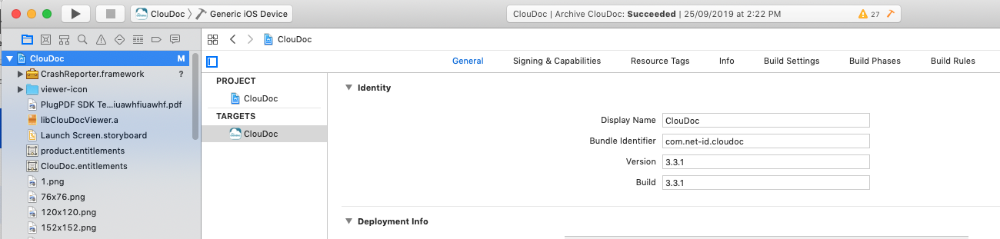 ClouDoc Generic iOS Device
ClouDoc | Archive ClouDoc: Succeeded | 25/09/2019 at 2:22 PM 27
ClouDoc M
CrashReporter.framework ?
viewer-icon
PlugPDF SDK Te...iuawhfiuawhf.pdf
libClouDocViewer.a
Launch Screen.storyboard
product.entitlements
ClouDoc.entitlements
1.png
76x76.png
120x120.png
152x152.png
ClouDoc
General Signing & Capabilities Resource Tags Info Build Settings Build Phases Build Rules
PROJECT
ClouDoc
TARGETS
ClouDoc
Identity
Display Name ClouDoc
Bundle Identifier com.net-id.cloudoc
Version 3.3.1
Build 3.3.1
Deployment Info